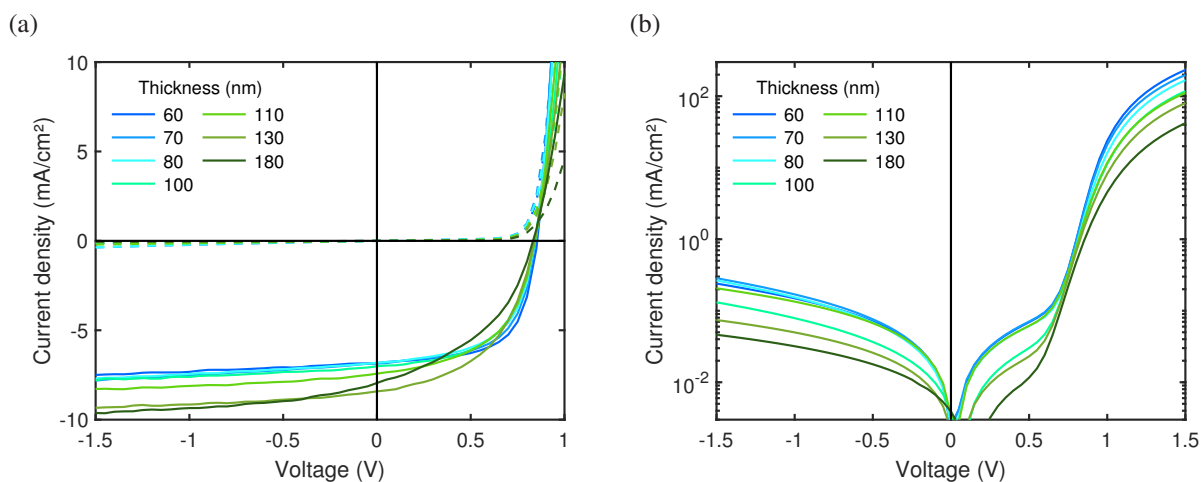 (a)
Thickness (nm)
60 110
70 130
80 180
100
10
5
0
-5
-10
-1.5 -1 -0.5 0 0.5 1
Current density (mA/cm²)
Voltage (V)
(b)
Thickness (nm)
60 110
70 130
80 180
100
10²
10⁰
10⁻²
-1.5 -1 -0.5 0 0.5 1 1.5
Current density (mA/cm²)
Voltage (V)